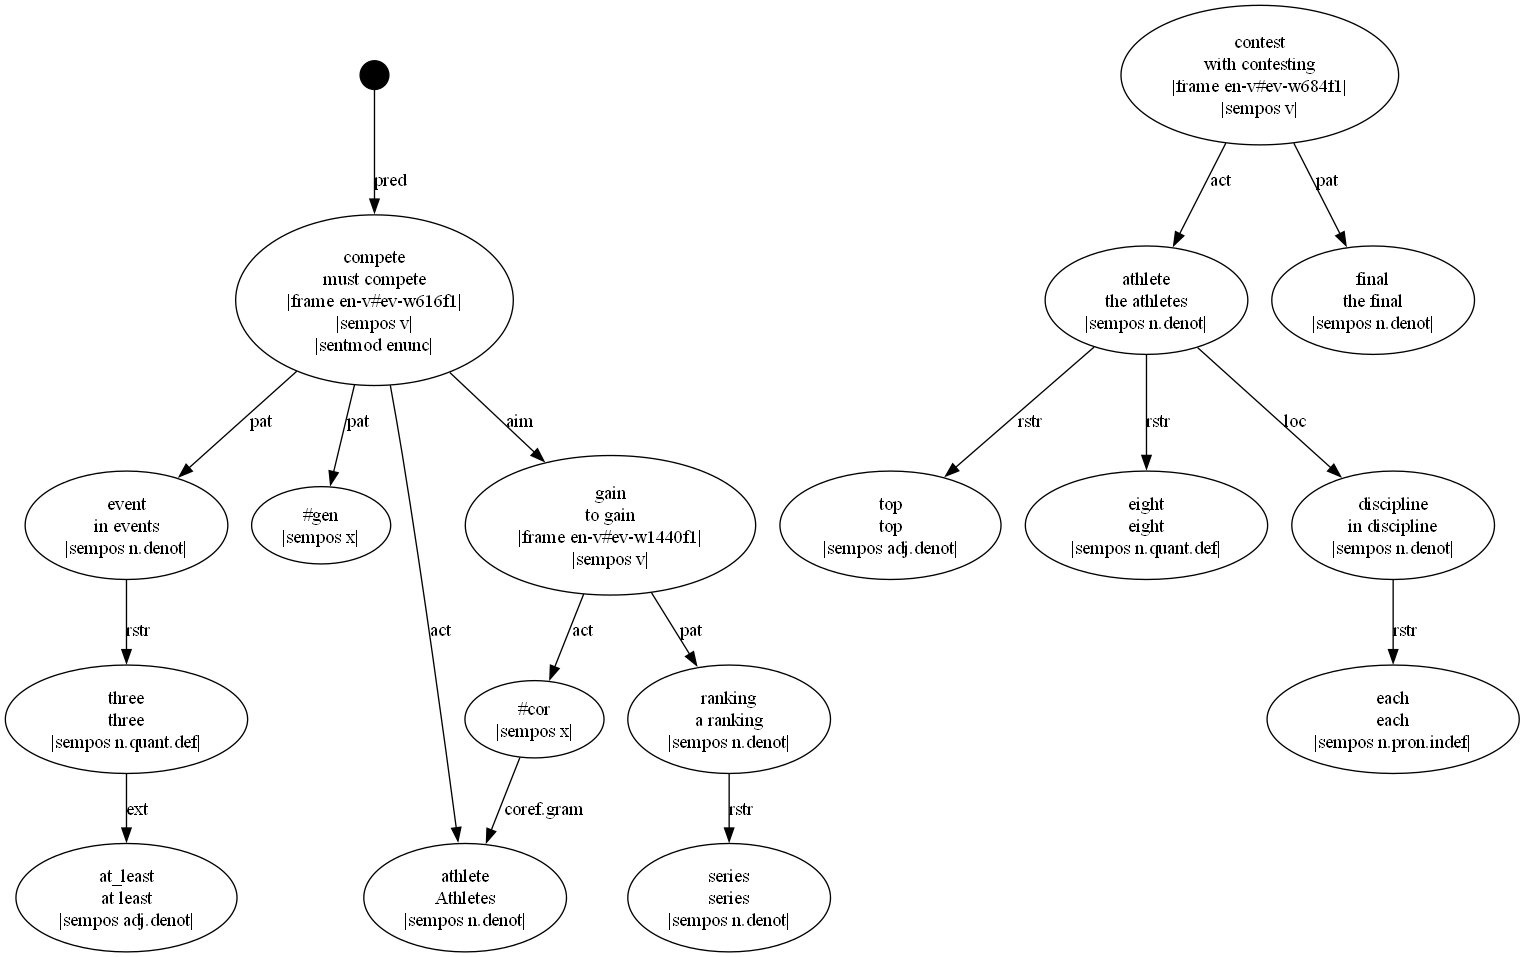 contest
with contesting
|frame en-v#ev-w684f1|
|sempos v|
pred
act
pat
compete
must compete
|frame en-v#ev-w616f1|
|sempos v|
|sentmod enunc|
athlete
the athletes
|sempos n.denot|
final
the final
|sempos n.denot|
pat
pat
aim
rstr
rstr
loc
act
event
in events
|sempos n.denot|
#gen
|sempos x|
gain
to gain
|frame en-v#ev-w1440f1|
|sempos v|
top
top
|sempos adj.denot|
eight
eight
|sempos n.quant.def|
discipline
in discipline
|sempos n.denot|
rstr
act
pat
rstr
three
three
|sempos n.quant.def|
#cor
|sempos x|
ranking
a ranking
|sempos n.denot|
each
each
|sempos n.pron.indef|
ext
coref.gram
rstr
at_least
at least
|sempos adj.denot|
athlete
Athletes
|sempos n.denot|
series
series
|sempos n.denot|